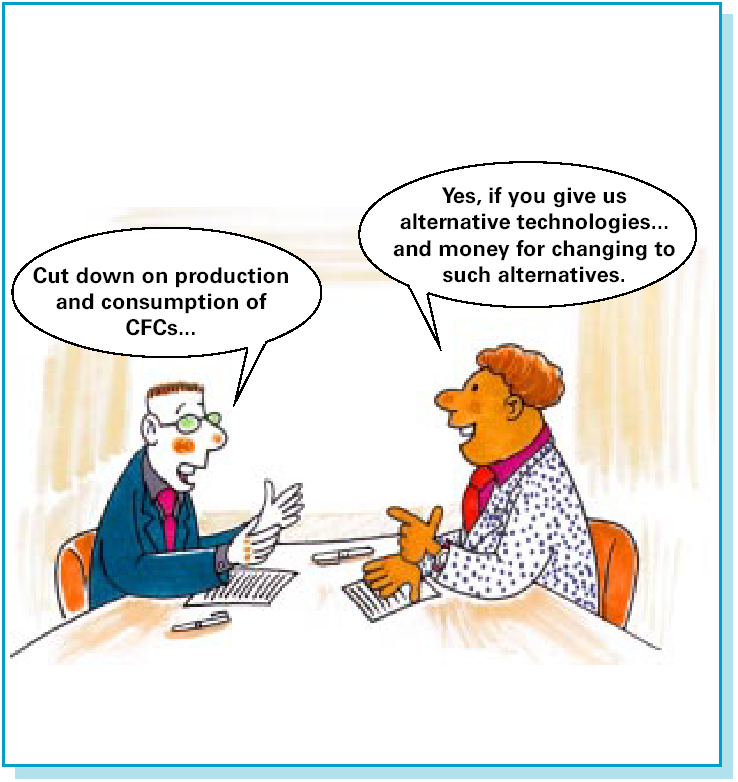 Cut down on production
and consumption of
CFCs...
Yes, if you give us
alternative technologies...
and money for changing to
such alternatives.